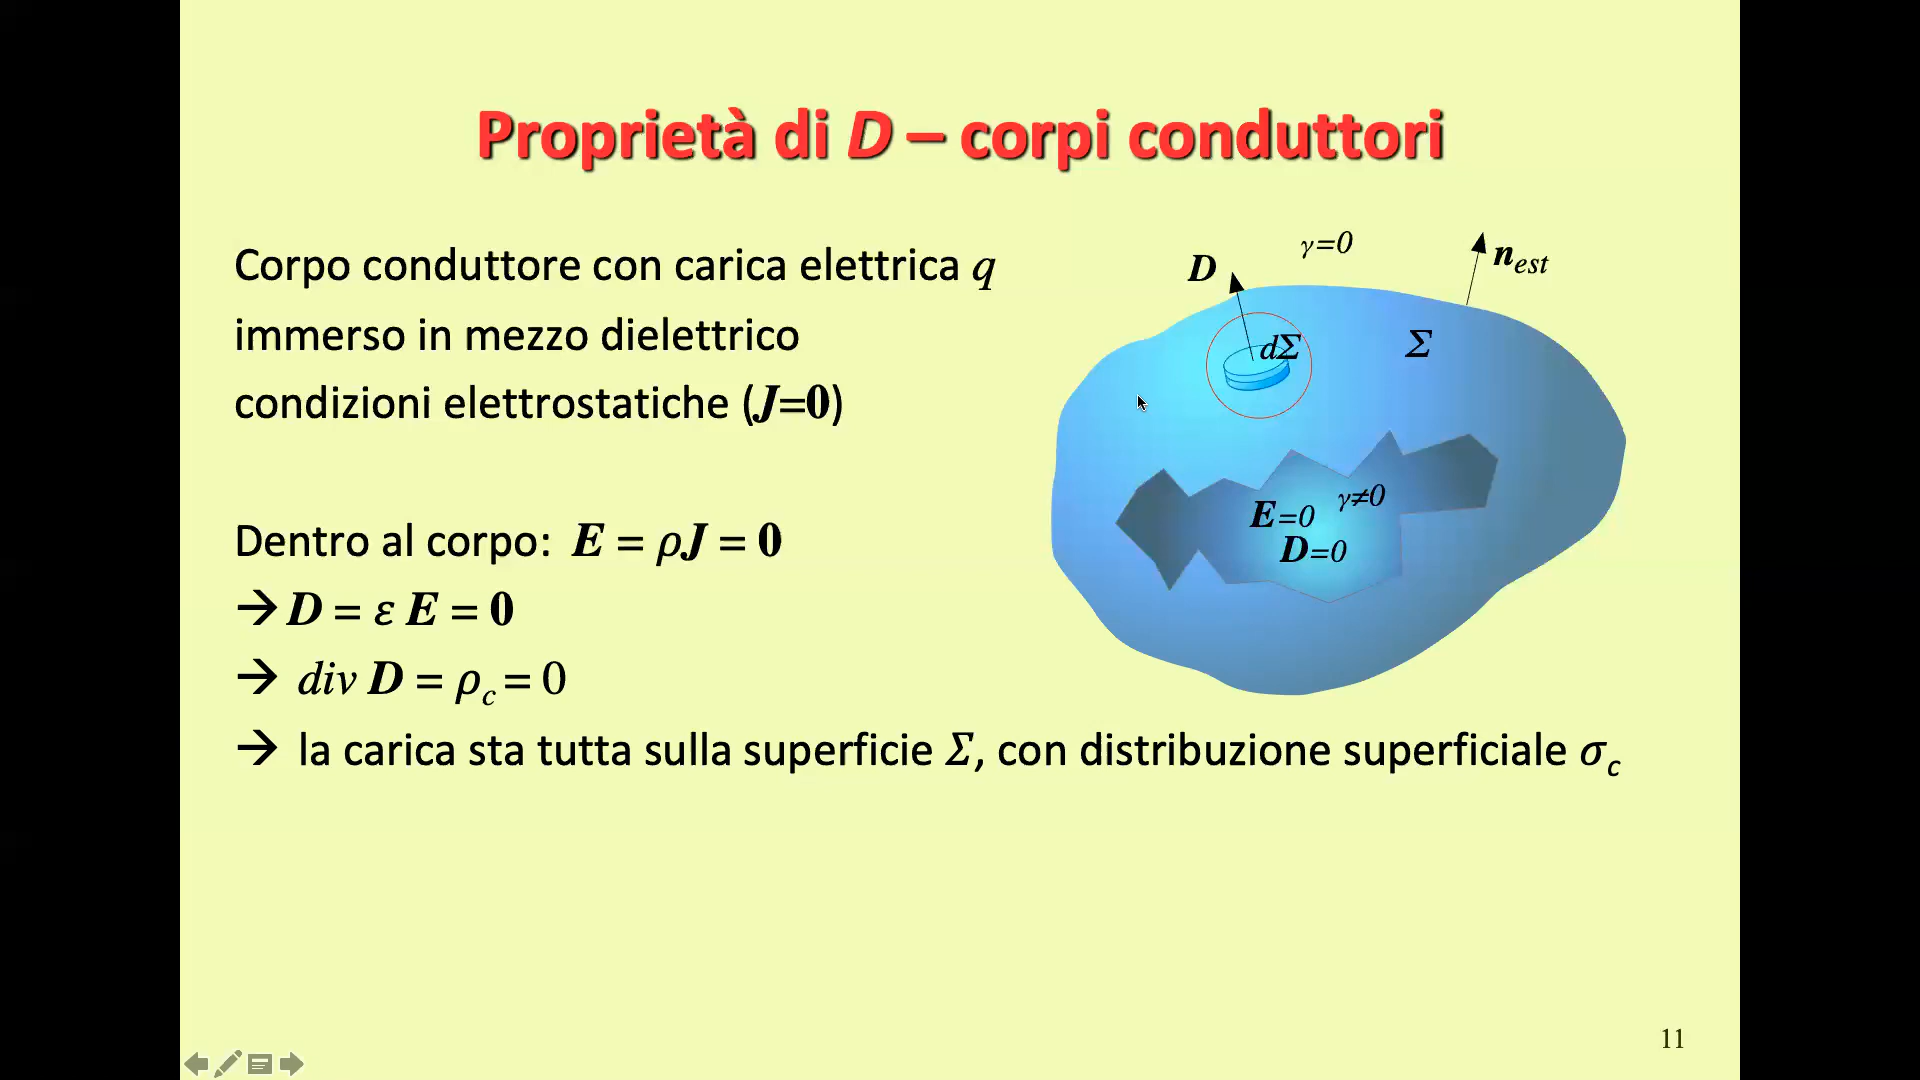 Proprietà di D – corpi conduttori
Corpo conduttore con carica elettrica q
immerso in mezzo dielettrico
condizioni elettrostatiche (J=0)
Dentro al corpo: E = ρJ = 0
→ D = ε E = 0
→ div D = ρc = 0
→ la carica sta tutta sulla superficie Σ, con distribuzione superficiale σc
D
γ=0
nest
dΣ
Σ
E=0
γ≠0
D=0
11